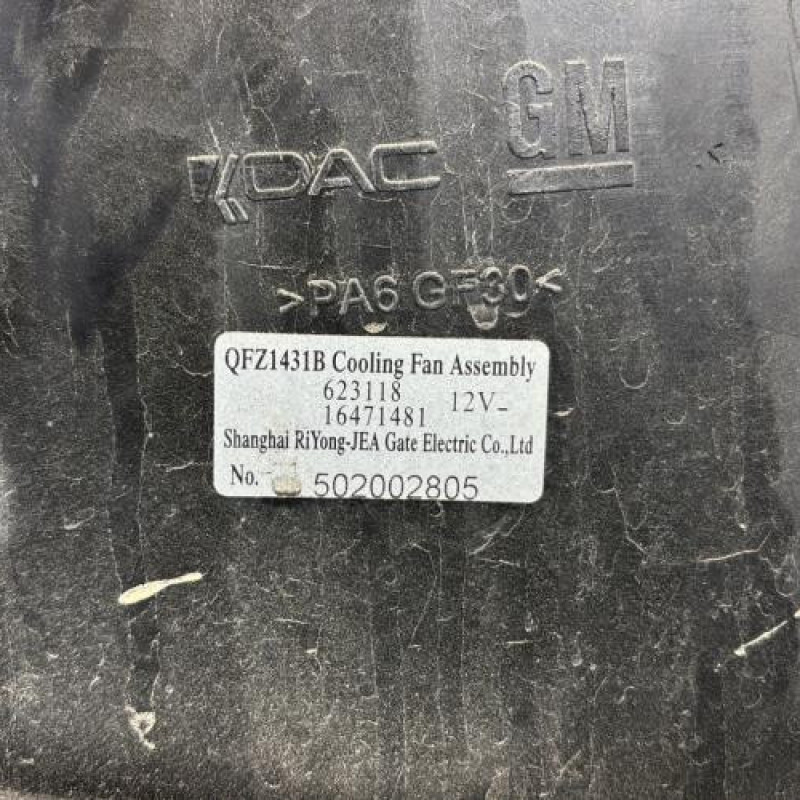 GM
DAC
>PA6 GF30<
QFZ1431B Cooling Fan Assembly
623118 12V
16471481
Shanghai RiYong-JEA Gate Electric Co.,Ltd
No. 502002805